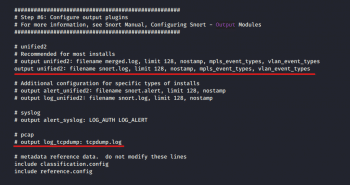 ###################################################
# Step #6: Configure output plugins
# For more information, see Snort Manual, Configuring Snort - Output Modules
###################################################
# unified2
# Recommended for most installs
# output unified2: filename merged.log, limit 128, nostamp, mpls_event_types, vlan_event_types
output unified2: filename snort.log, limit 128, nostamp, mpls_event_types, vlan_event_types
# Additional configuration for specific types of installs
# output alert_unified2: filename snort.alert, limit 128, nostamp
# output log_unified2: filename snort.log, limit 128, nostamp
# syslog
# output alert_syslog: LOG_AUTH LOG_ALERT
# pcap
# output log_tcpdump: tcpdump.log
# metadata reference data.  do not modify these lines
include classification.config
include reference.config